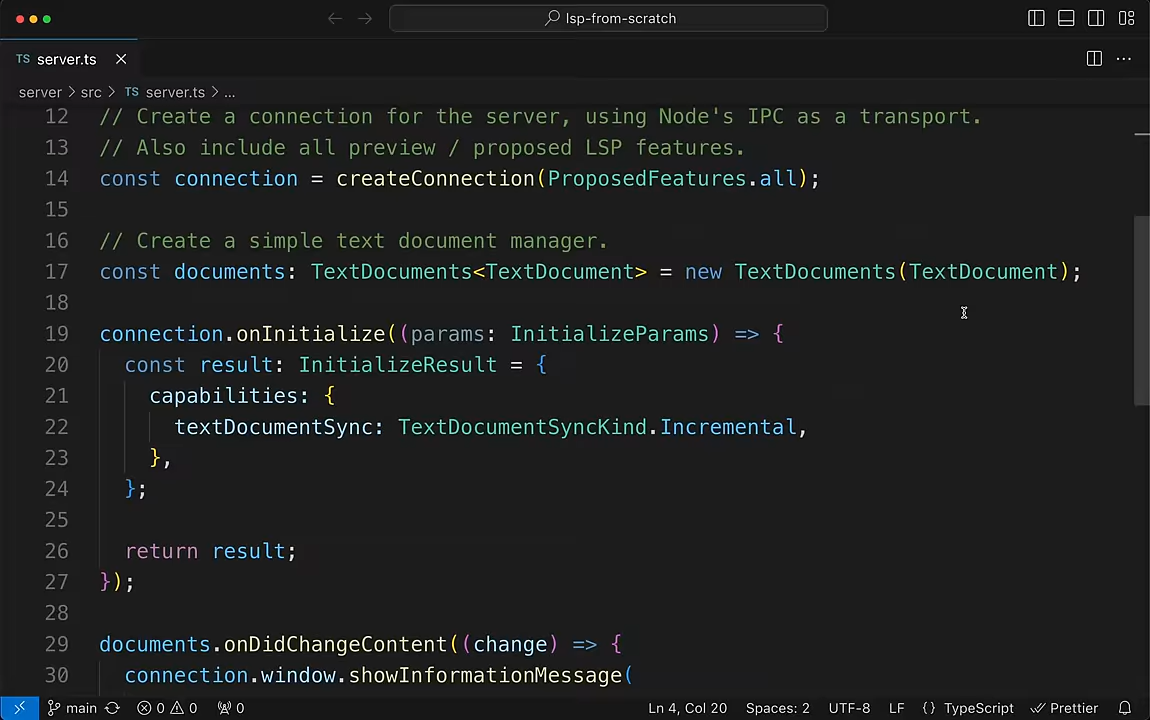 lsp-from-scratch
TS server.ts
server > src > TS server.ts > ...
12 // Create a connection for the server, using Node's IPC as a transport.
13 // Also include all preview / proposed LSP features.
14 const connection = createConnection(ProposedFeatures.all);
15
16 // Create a simple text document manager.
17 const documents: TextDocuments<TextDocument> = new TextDocuments(TextDocument);
18
19 connection.onInitialize((params: InitializeParams) => {
20 const result: InitializeResult = {
21 capabilities: {
22 textDocumentSync: TextDocumentSyncKind.Incremental,
23 },
24 };
25
26 return result;
27 });
28
29 documents.onDidChangeContent((change) => {
30 connection.window.showInformationMessage(
main 0 0 0 Ln 4, Col 20 Spaces: 2 UTF-8 LF {} TypeScript Prettier